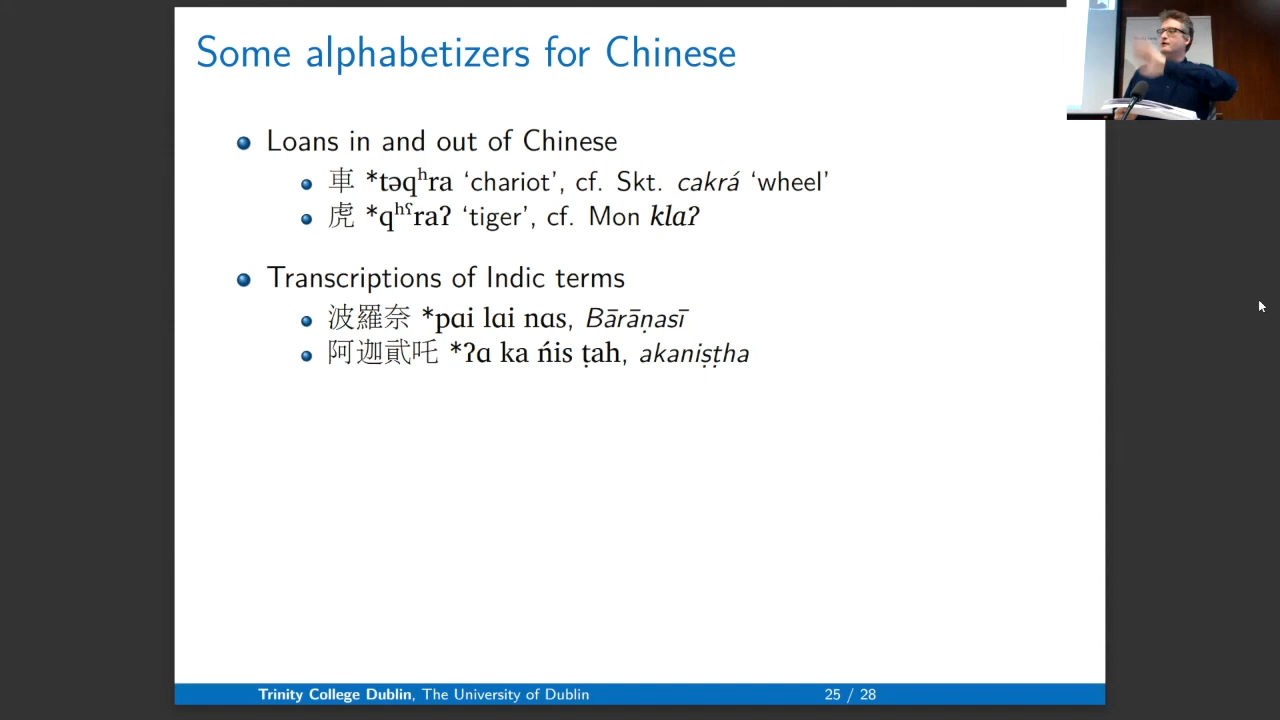 Some alphabetizers for Chinese
Loans in and out of Chinese
車 *təqʰra ‘chariot’, cf. Skt. cakrá ‘wheel’
虎 *qʰˤraʔ ‘tiger’, cf. Mon klaʔ
Transcriptions of Indic terms
波羅奈 *pɑi lɑi nɑs, Bārāṇasī
阿迦貳吒 *ʔɑ ka ńis ṭah, akaniṣṭha
Trinity College Dublin, The University of Dublin 25 / 28